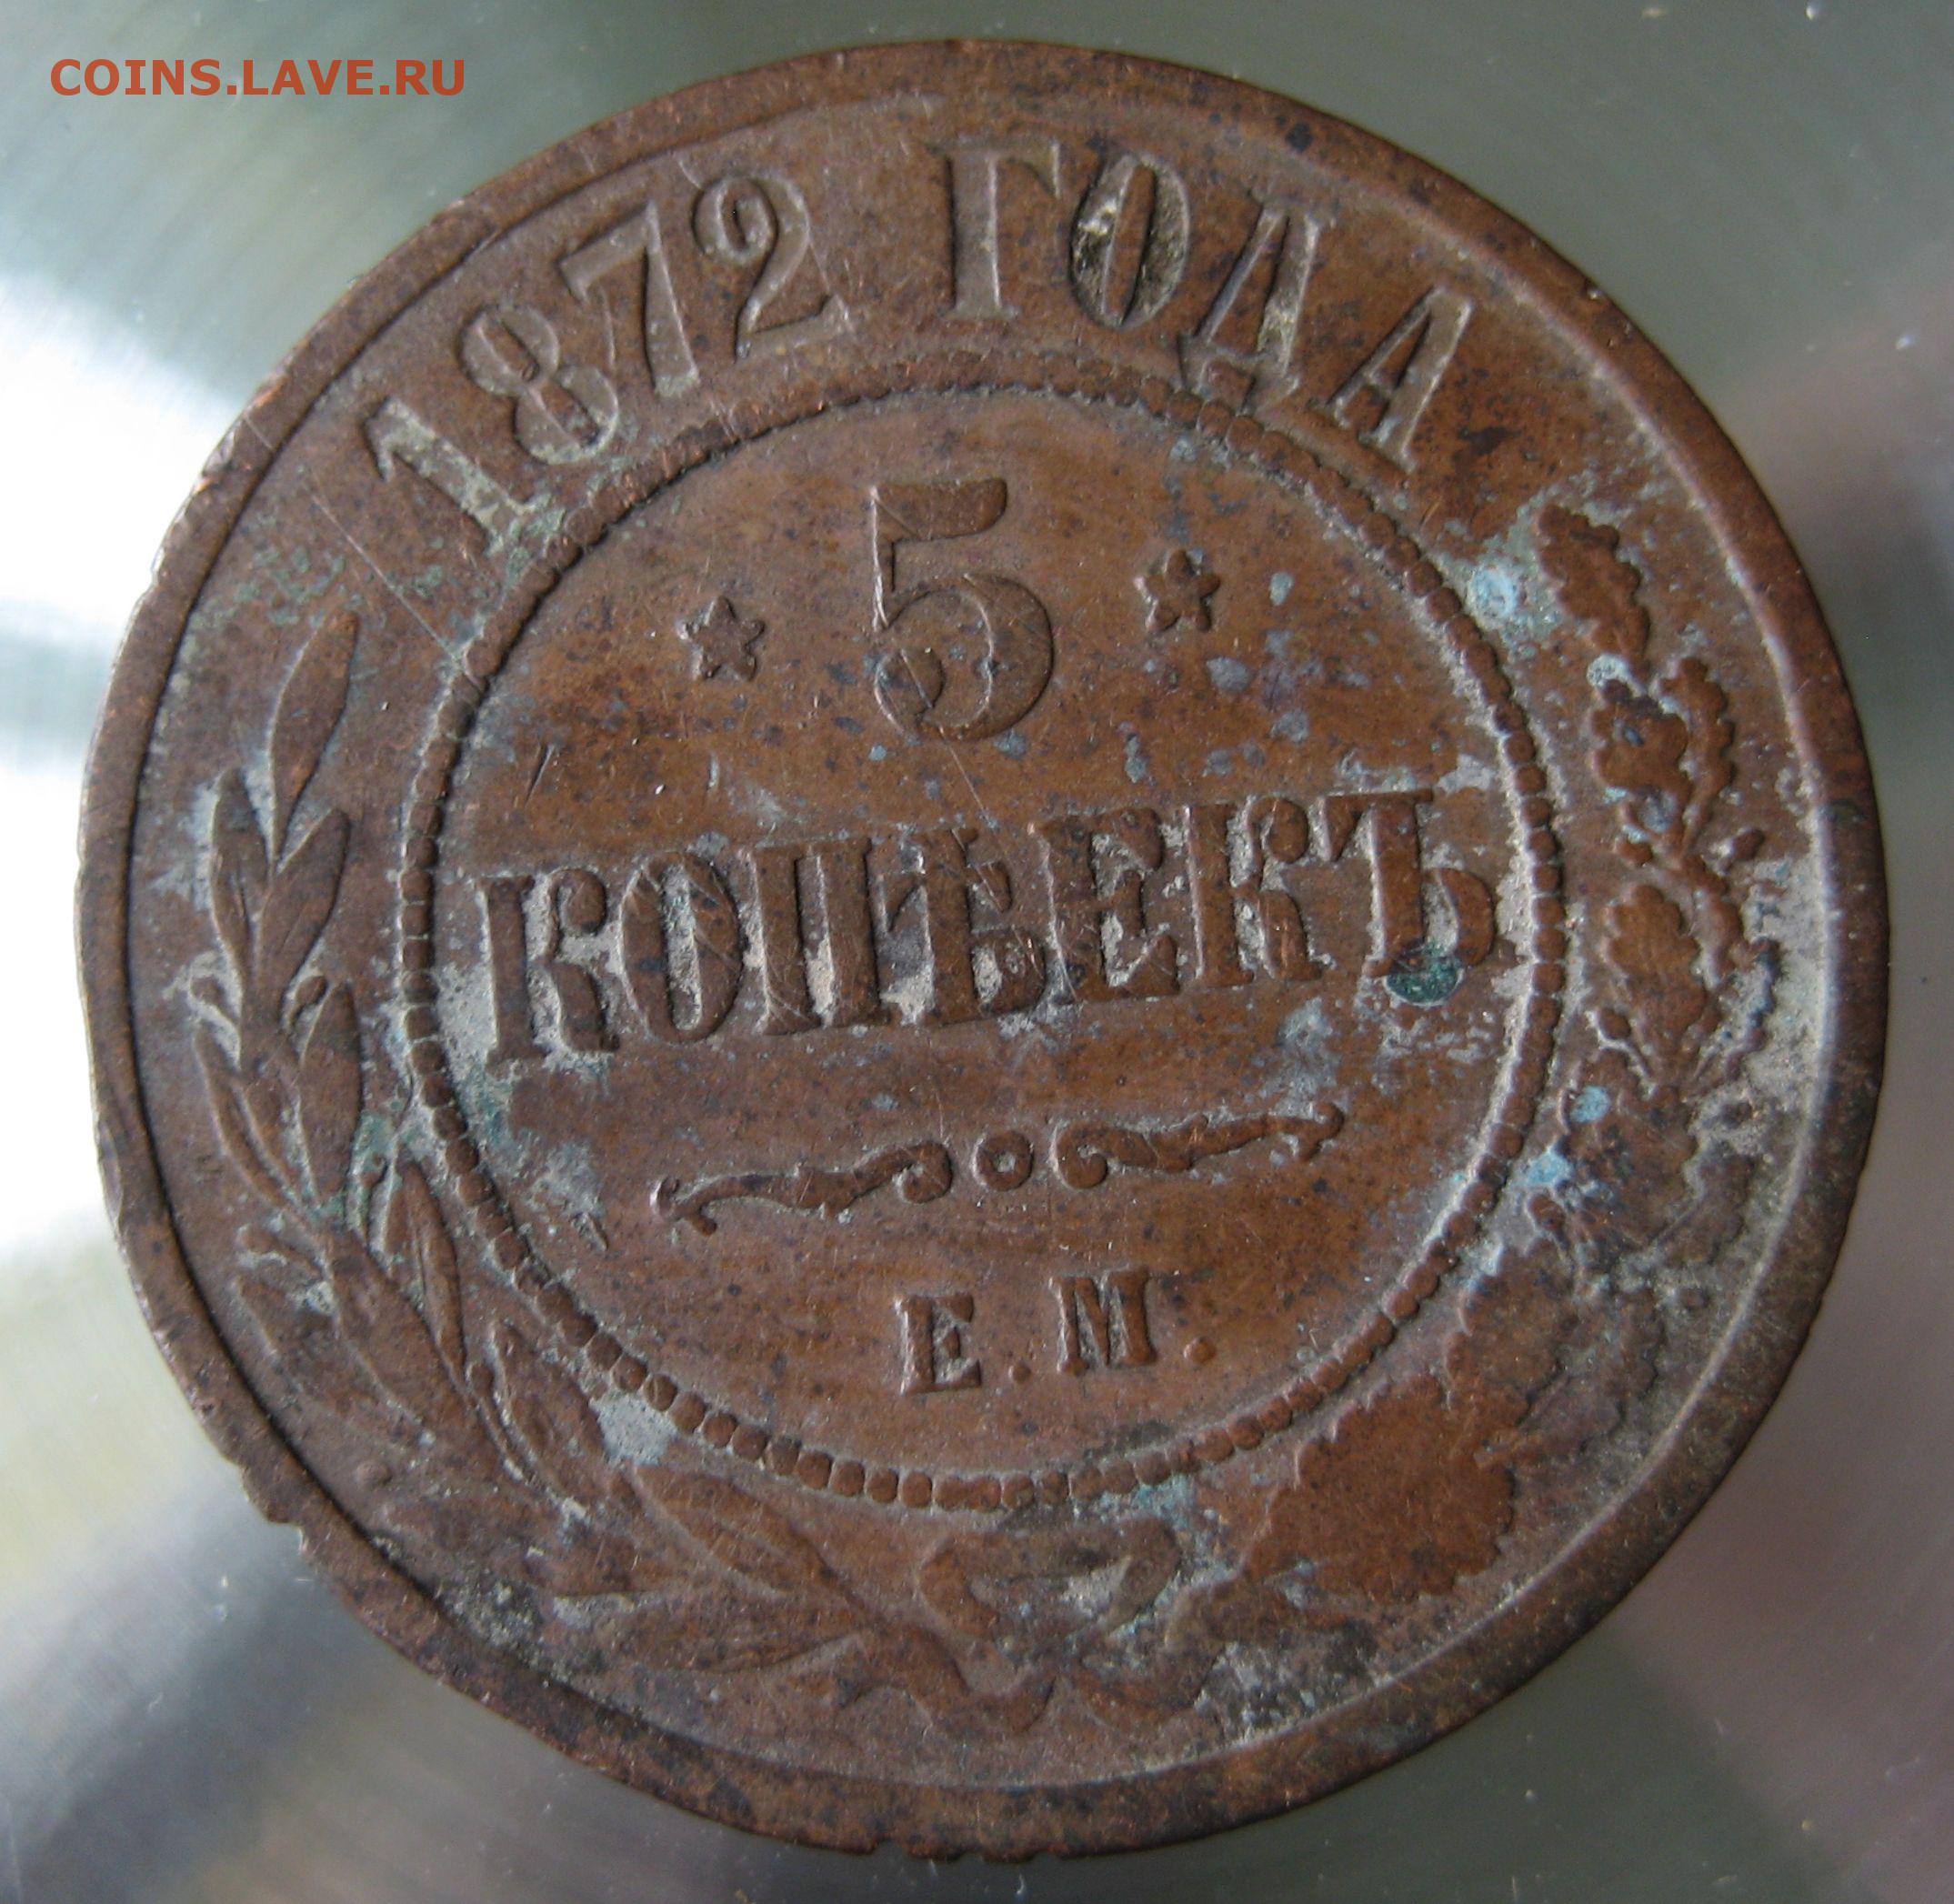 COINS.LAVE.RU
1872 ГОДА
* 5 *
КОПѢЕКЪ
Е.М.